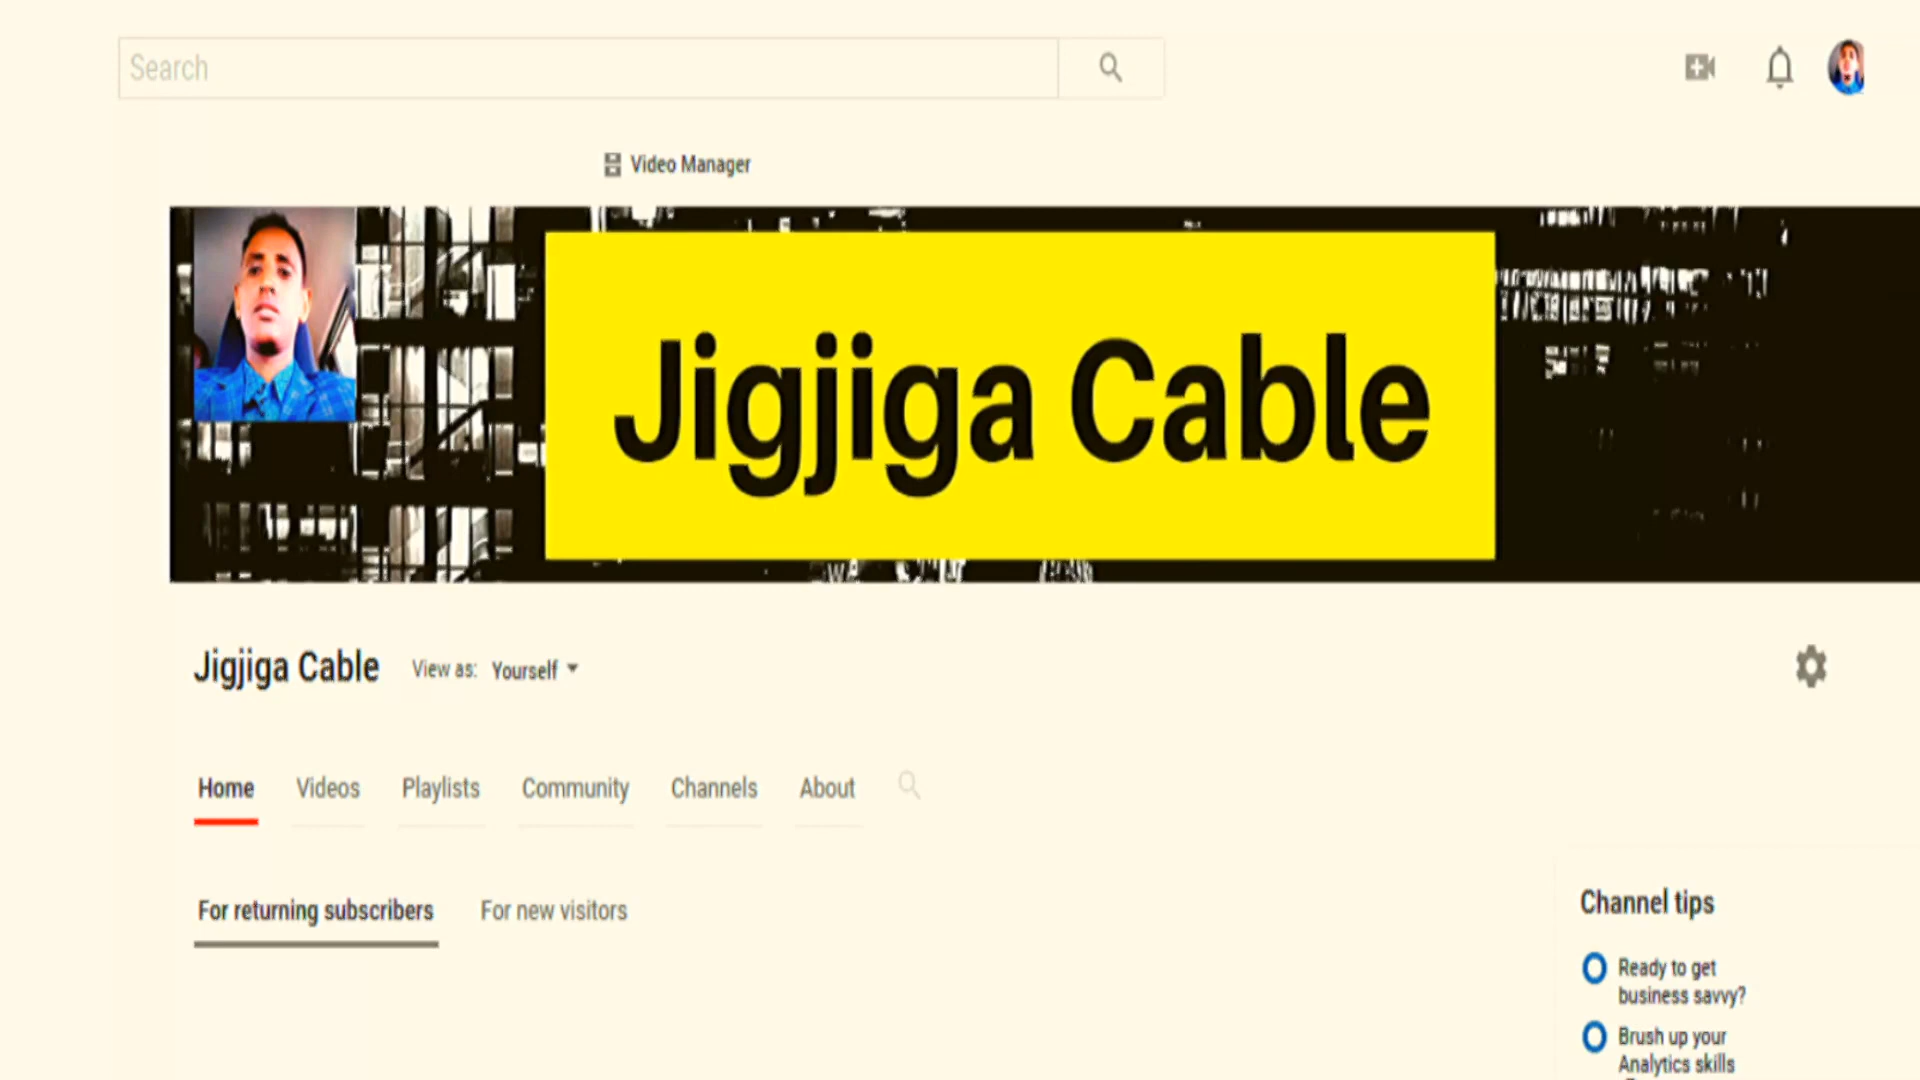 Search
Video Manager
Jigjiga Cable
Jigjiga Cable View as: Yourself
Home Videos Playlists Community Channels About
For returning subscribers For new visitors
Channel tips
Ready to get
business savvy?
Brush up your
Analytics skills